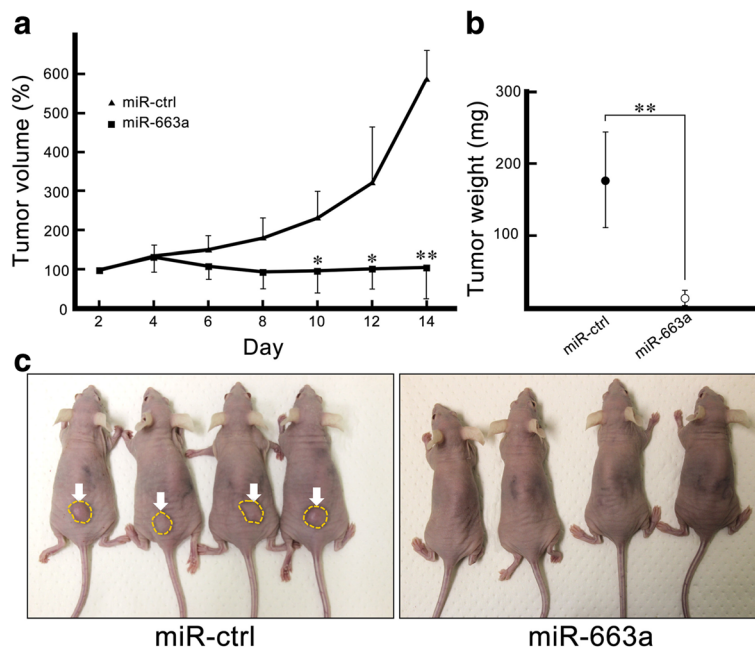 a
Tumor volume (%)
600
500
400
300
200
100
0
miR-ctrl
miR-663a
* * **
2 4 6 8 10 12 14
Day
b
Tumor weight (mg)
300
200
100
**
miR-ctrl
miR-663a
c
miR-ctrl
miR-663a